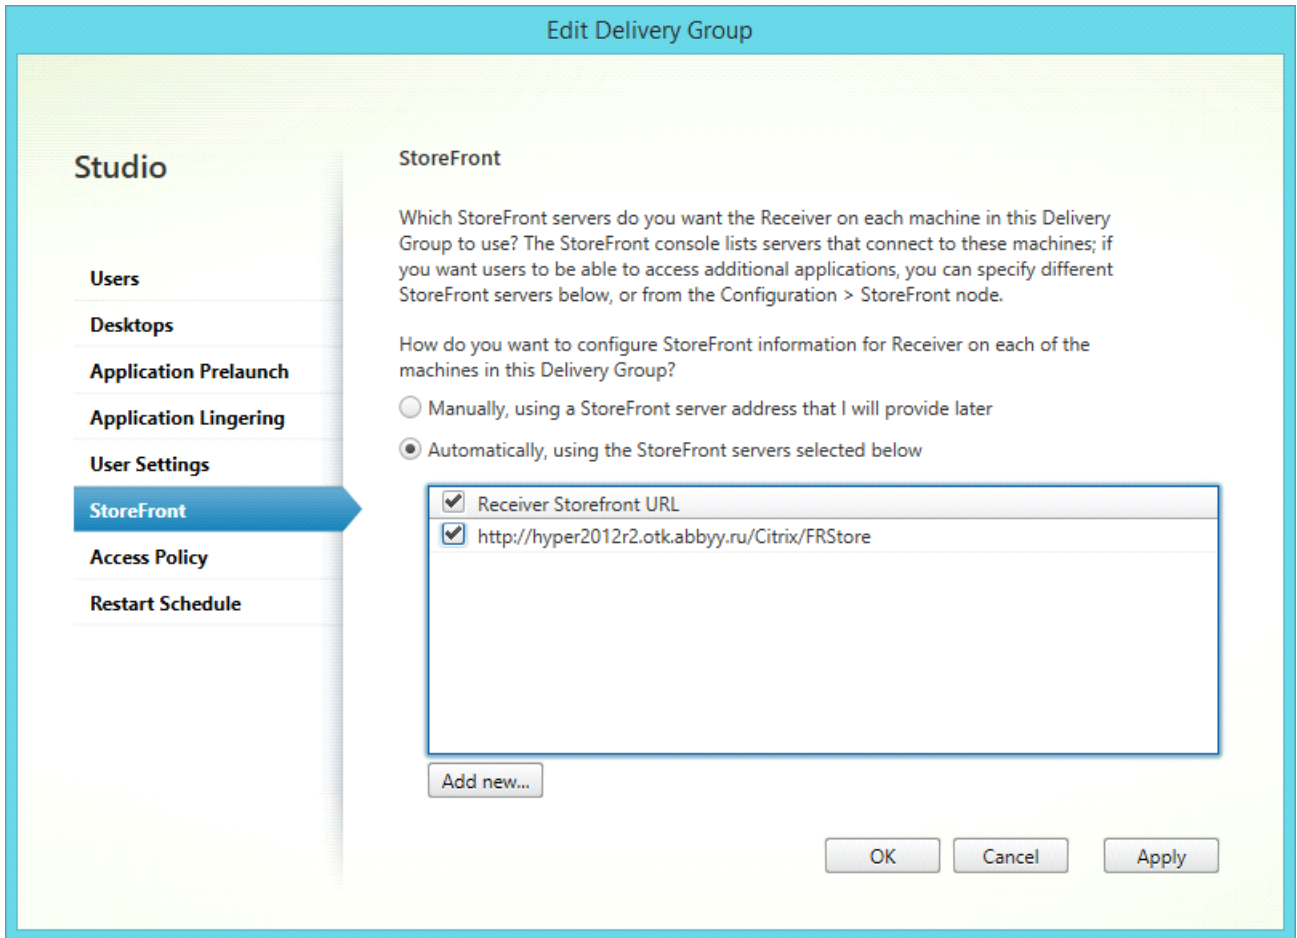 Edit Delivery Group
Studio
Users
Desktops
Application Prelaunch
Application Lingering
User Settings
StoreFront
Access Policy
Restart Schedule
StoreFront
Which StoreFront servers do you want the Receiver on each machine in this Delivery
Group to use? The StoreFront console lists servers that connect to these machines; if
you want users to be able to access additional applications, you can specify different
StoreFront servers below, or from the Configuration > StoreFront node.
How do you want to configure StoreFront information for Receiver on each of the
machines in this Delivery Group?
Manually, using a StoreFront server address that I will provide later
Automatically, using the StoreFront servers selected below
Receiver Storefront URL
http://hyper2012r2.otk.abbyy.ru/Citrix/FRStore
Add new...
OK Cancel Apply